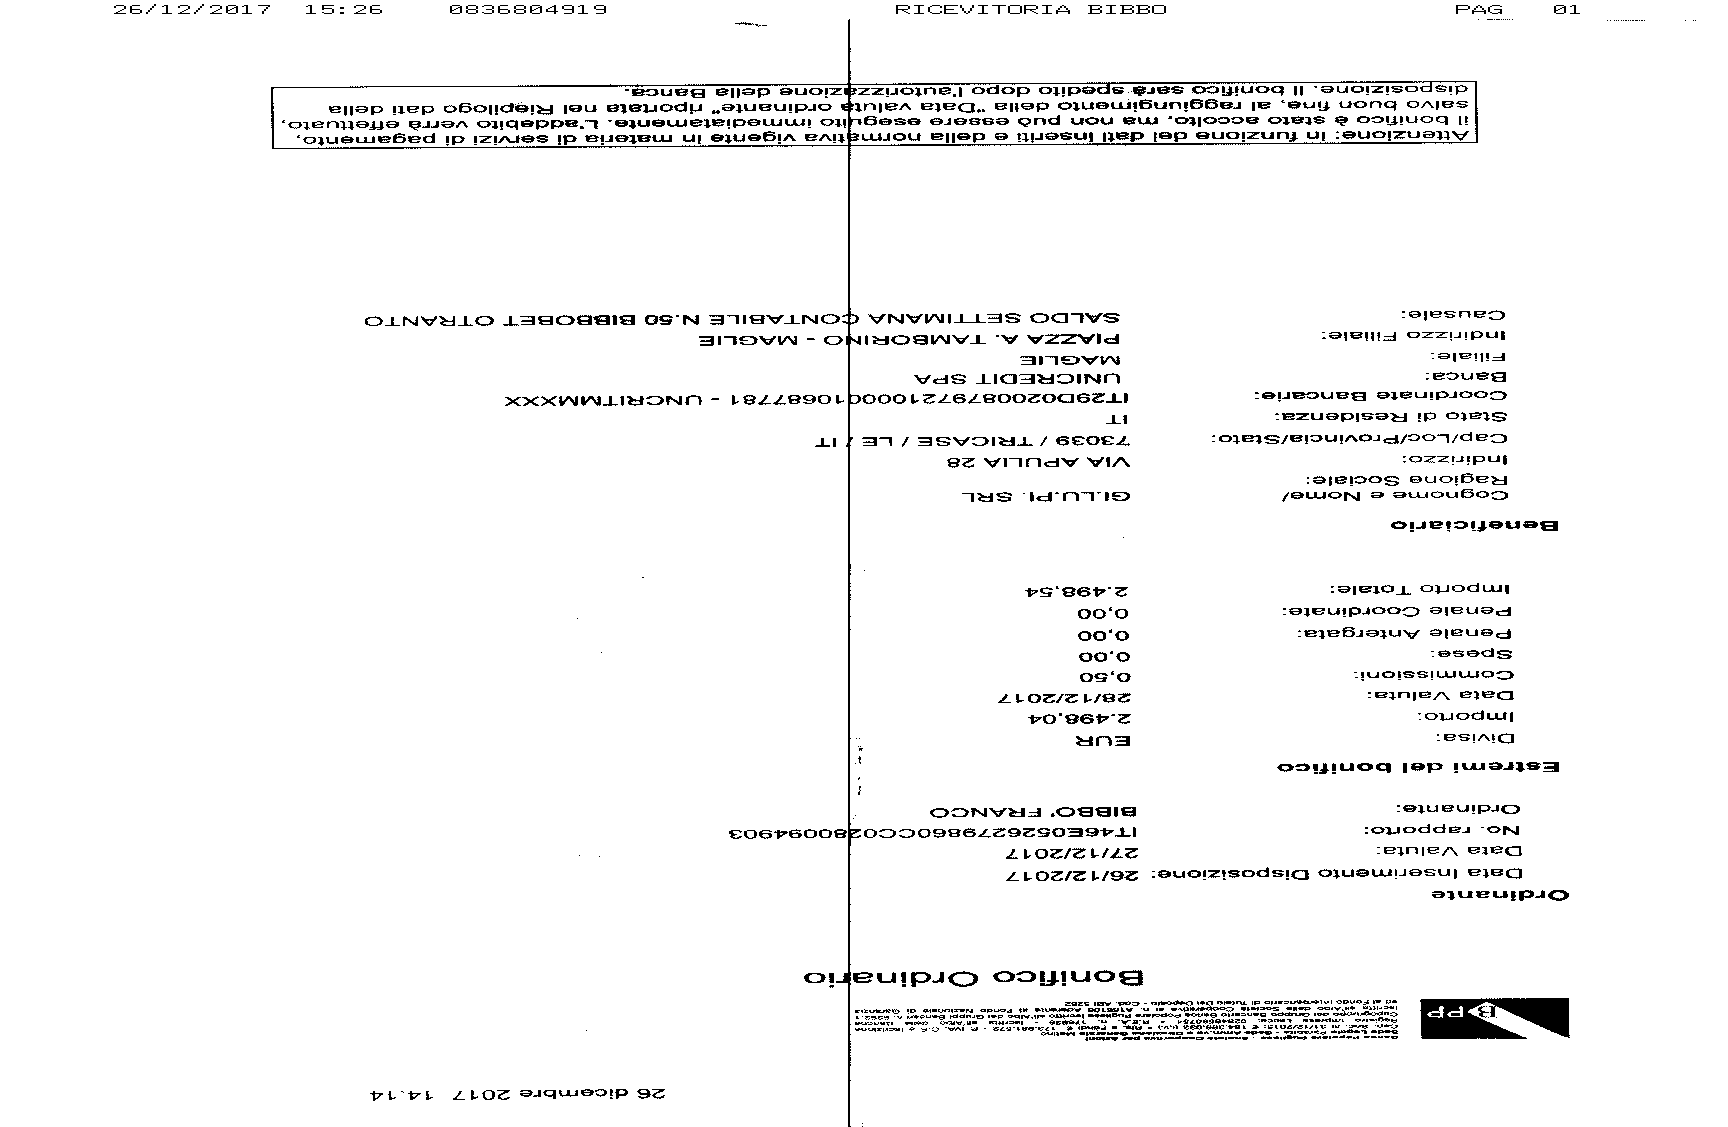 26/12/2017 15:26 0836804919 RICEVITORIA BIBBO PAG 01
26 dicembre 2017 14.14
BPP
Bonifico Ordinario
Ordinante
Data Inserimento Disposizione: 26/12/2017
Data Valuta: 27/12/2017
No. rapporto: IT46E0526279860CC0280094903
Ordinante: BIBBO' FRANCO
Estremi del bonifico
Divisa: EUR
Importo: 2.498,04
Data Valuta: 28/12/2017
Commissioni: 0,50
Spese: 0,00
Penale Antergata: 0,00
Penale Coordinate: 0,00
Importo Totale: 2.498,54
Beneficiario
Cognome e Nome/ GI.LU.PI. SRL
Ragione Sociale:
Indirizzo: VIA APULIA 28
Cap/Loc/Provincia/Stato: 73039 / TRICASE / LE / IT
Stato di Residenza: IT
Coordinate Bancarie: IT29D0200879721000010687781 - UNCRITMMXXX
Banca: UNICREDIT SPA
Filiale: MAGLIE
Indirizzo Filiale: PIAZZA A. TAMBORINO - MAGLIE
Causale: SALDO SETTIMANA CONTABILE N.50 BIBBOBET OTRANTO
Attenzione: in funzione dei dati inseriti e della normativa vigente in materia di servizi di pagamento,
il bonifico è stato accolto, ma non può essere eseguito immediatamente. L'addebito verrà effettuato,
salvo buon fine, al raggiungimento della "Data valuta ordinante" riportata nel Riepilogo dati della
disposizione. Il bonifico sarà spedito dopo l'autorizzazione della Banca.